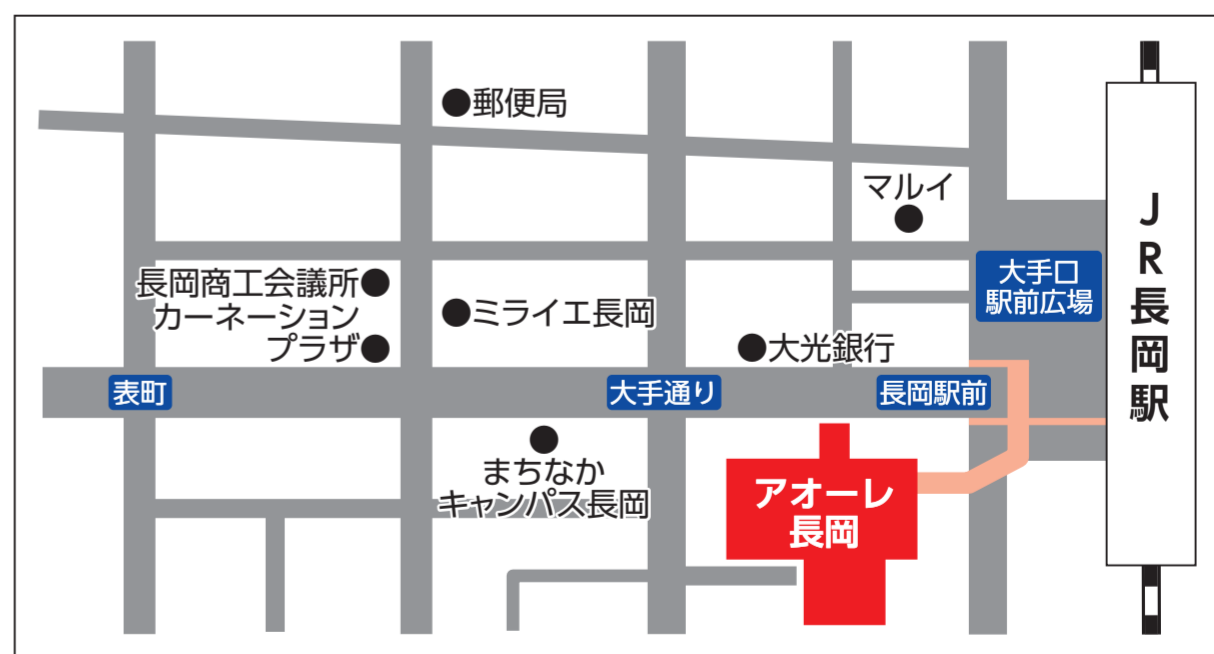 ●郵便局
マルイ
●
JR長岡駅
大手口
駅前広場
長岡商工会議所●
カーネーション
プラザ●
●ミライエ長岡
●大光銀行
表町
大手通り
長岡駅前
●
まちなか
キャンパス長岡
アオーレ
長岡